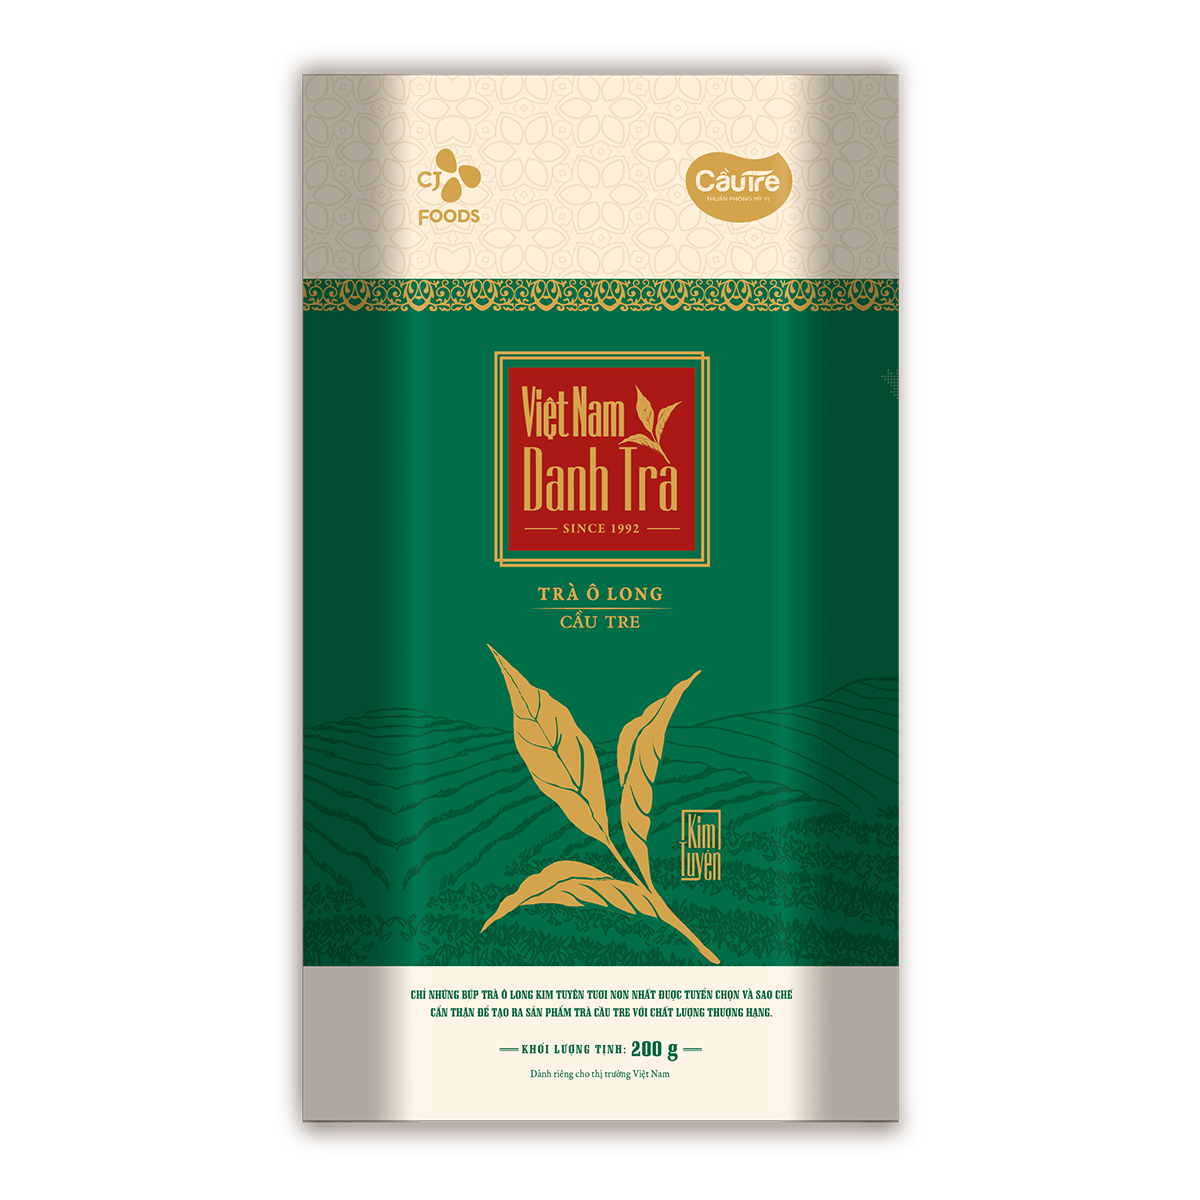 CJ
FOODS
CẦUTRE
THUẦN PHONG MỸ VỊ
Việt Nam
Danh Trà
SINCE 1992
TRÀ Ô LONG
CẦU TRE
Kim
Tuyên
CHỈ NHỮNG BÚP TRÀ Ô LONG KIM TUYÊN TƯƠI NON NHẤT ĐƯỢC TUYỂN CHỌN VÀ SAO CHẾ
CẨN THẬN ĐỂ TẠO RA SẢN PHẨM TRÀ CẦU TRE VỚI CHẤT LƯỢNG THƯỢNG HẠNG.
KHỐI LƯỢNG TỊNH: 200 g
Dành riêng cho thị trường Việt Nam